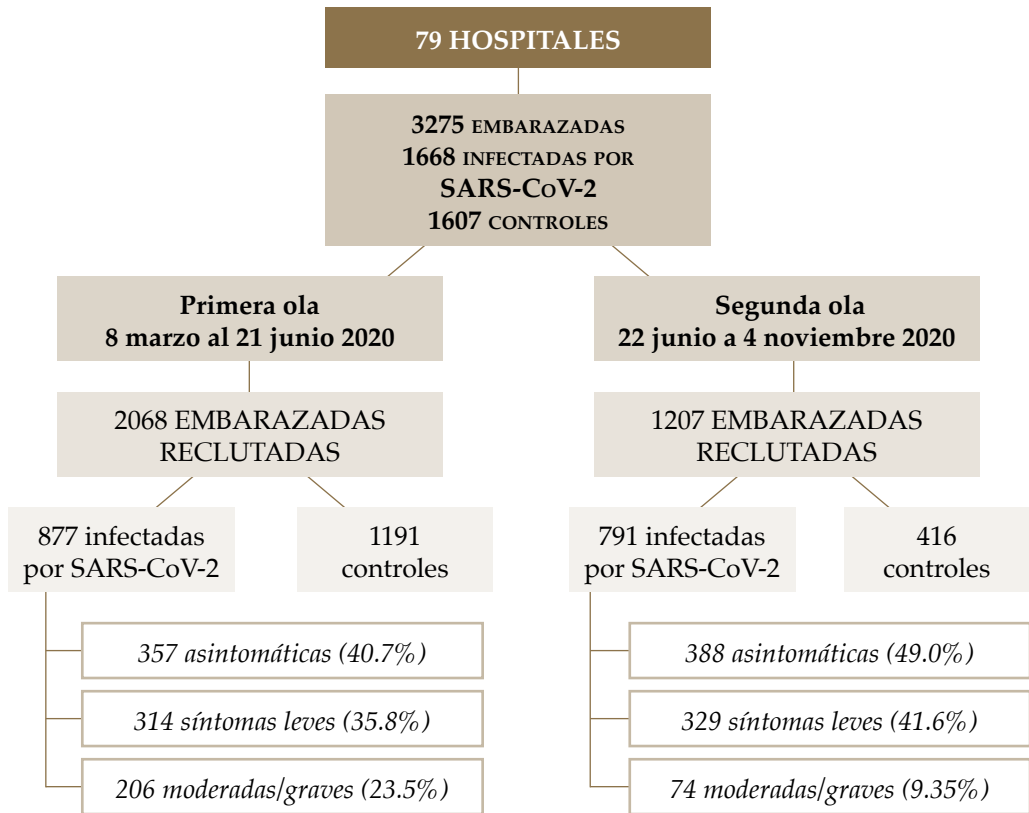 79 HOSPITALES
3275 EMBARAZADAS
1668 INFECTADAS POR
SARS-CoV-2
1607 CONTROLES
Primera ola
8 marzo al 21 junio 2020
Segunda ola
22 junio a 4 noviembre 2020
2068 EMBARAZADAS
RECLUTADAS
1207 EMBARAZADAS
RECLUTADAS
877 infectadas
por SARS-CoV-2
1191
controles
791 infectadas
por SARS-CoV-2
416
controles
357 asintomáticas (40.7%)
314 síntomas leves (35.8%)
206 moderadas/graves (23.5%)
388 asintomáticas (49.0%)
329 síntomas leves (41.6%)
74 moderadas/graves (9.35%)